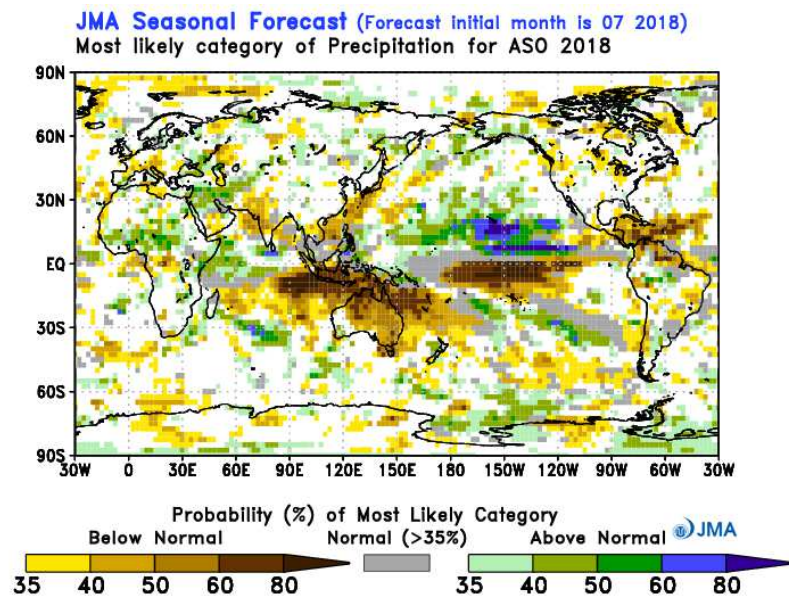 JMA Seasonal Forecast (Forecast initial month is 07 2018)
Most likely category of Precipitation for ASO 2018
90N
60N
30N
EQ
30S
60S
90S
30W 0 30E 60E 90E 120E 150E 180 150W 120W 90W 60W 30W
Probability (%) of Most Likely Category
Below Normal Normal (>35%) Above Normal JMA
35 40 50 60 80 35 40 50 60 80